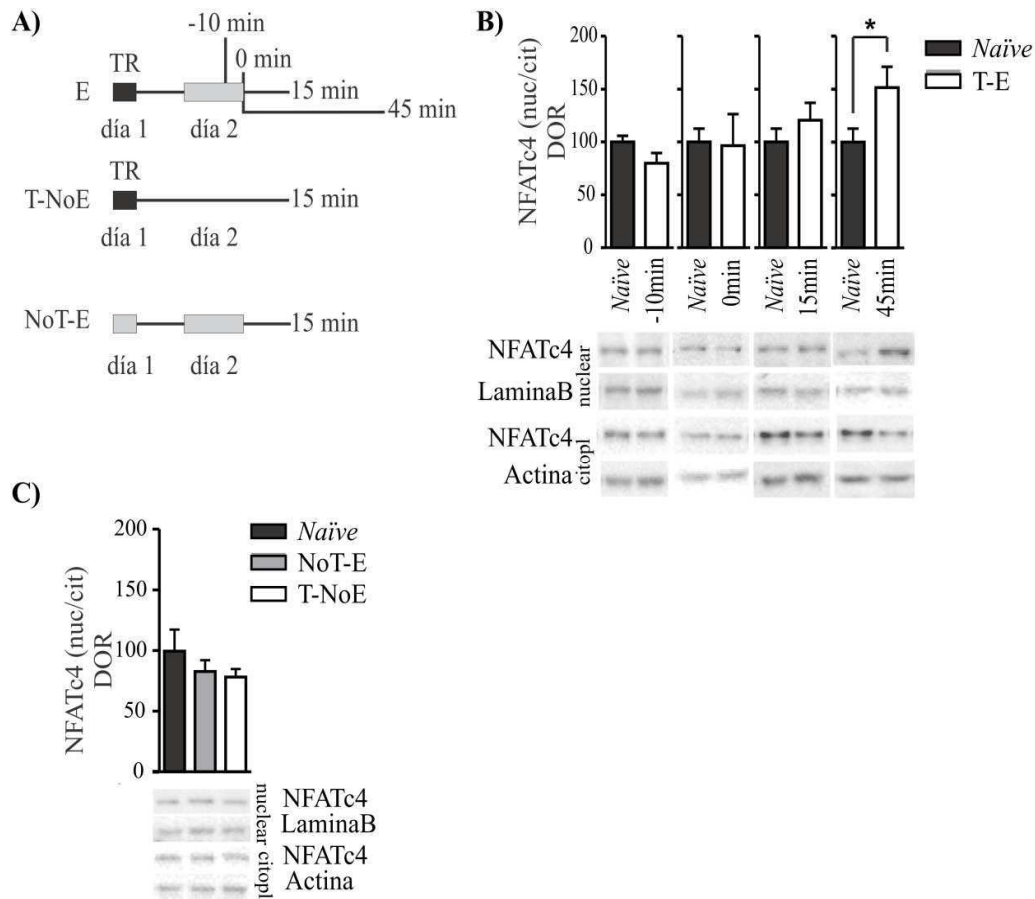 A)
-10 min
0 min
TR
E
15 min
45 min
día 1
día 2
TR
T-NoE
15 min
día 1
día 2
NoT-E
15 min
día 1
día 2
B)
NFATc4 (nuc/cit)
DOR
200
150
100
50
0
*
Naïve
T-E
Naïve
-10min
Naïve
0min
Naïve
15min
Naïve
45min
NFATc4
LaminaB
nuclear
NFATc4
Actina
citopl
C)
NFATc4 (nuc/cit)
DOR
200
150
100
50
0
Naïve
NoT-E
T-NoE
nuclear
NFATc4
LaminaB
citopl
NFATc4
Actina